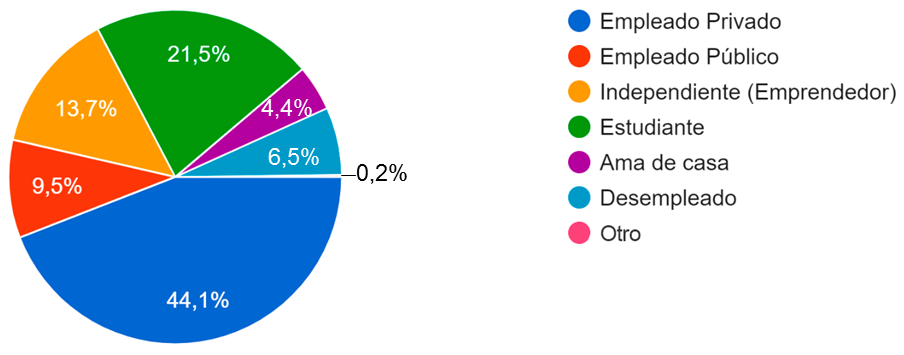 21,5%
13,7%
4,4%
6,5%
0,2%
9,5%
44,1%
Empleado Privado
Empleado Público
Independiente (Emprendedor)
Estudiante
Ama de casa
Desempleado
Otro